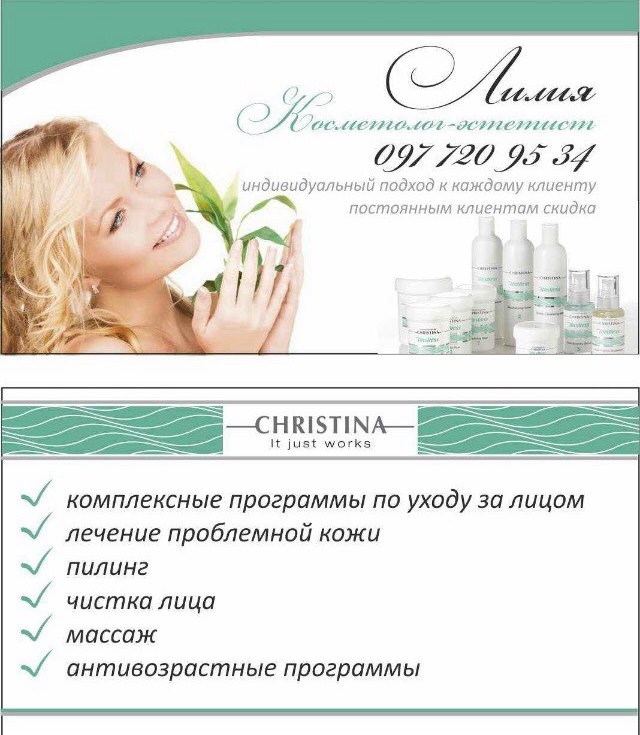 Лилия
Косметолог-эстетист
097 720 95 34
индивидуальный подход к каждому клиенту
постоянным клиентам скидка
CHRISTINA
CHRISTINA
It just works
комплексные программы по уходу за лицом
лечение проблемной кожи
пилинг
чистка лица
массаж
антивозрастные программы